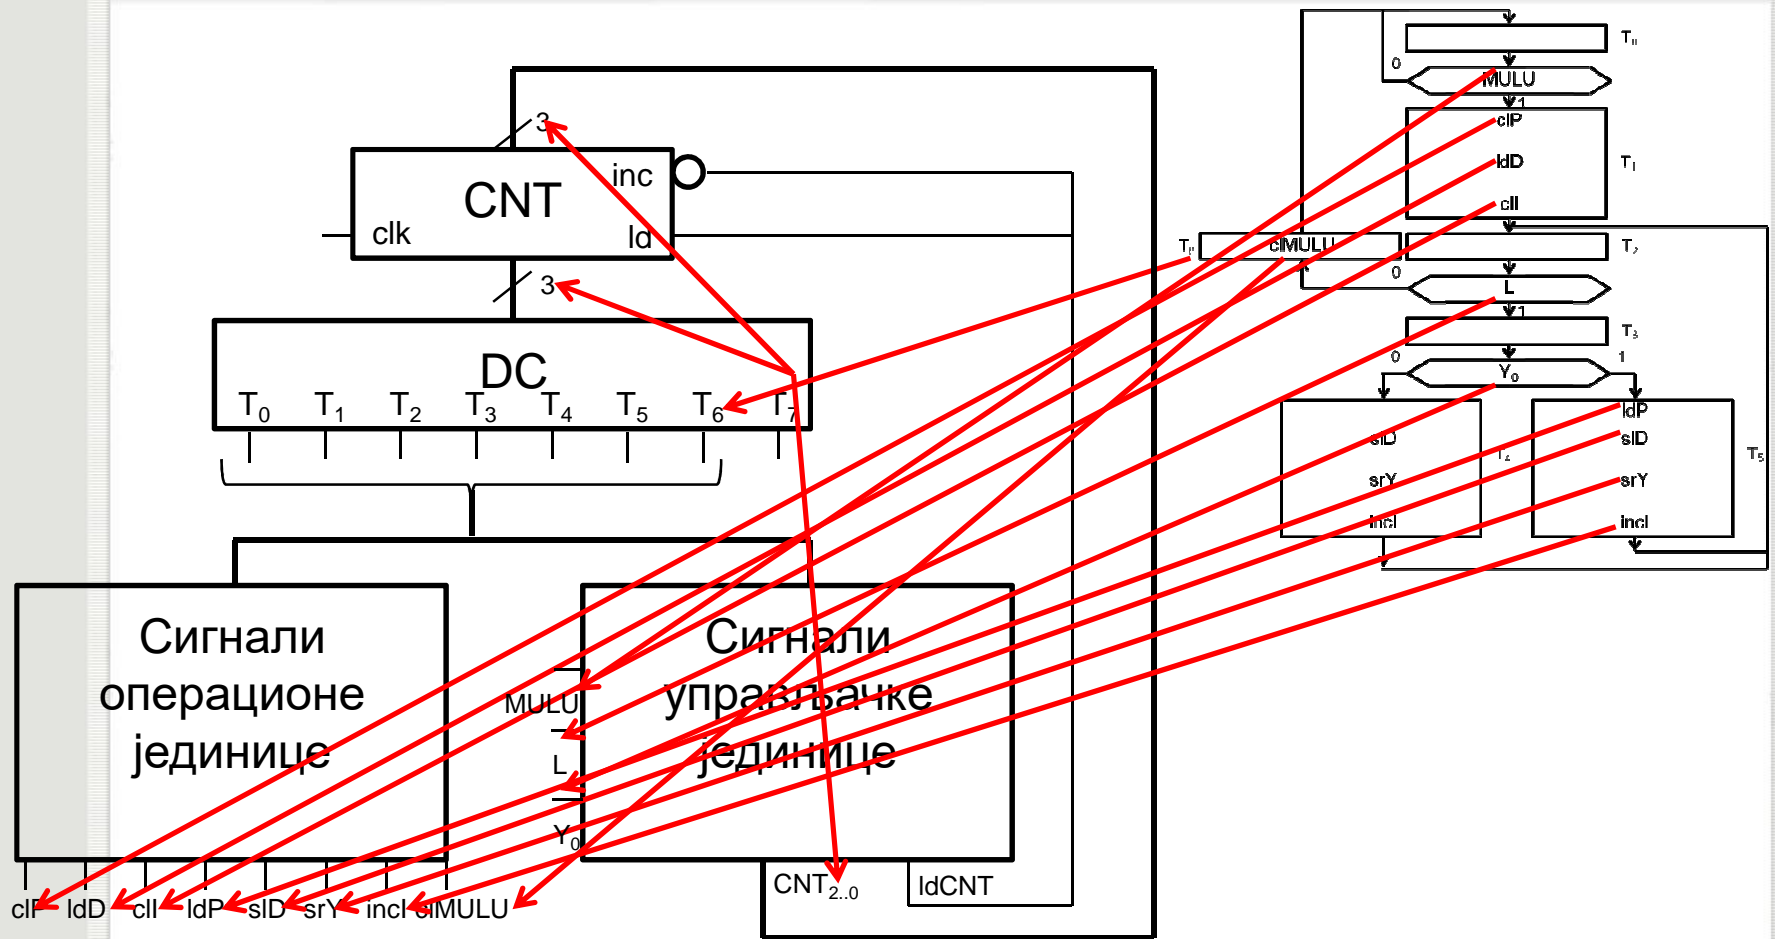 3
CNT
inc
clk
ld
3
DC
T0 T1 T2 T3 T4 T5 T6 T7
Сигнали
операционе
јединице
Сигнали
управљачке
јединице
MULU
L
Y0
CNT2..0
ldCNT
clP ldD clI ldP slD srY incI clMULU
0
MULU
1
clP
ldD
T1
clI
clMULU
T2
0
L
1
T3
0
1
Y0
slD
srY
incI
T4
ldP
slD
srY
incI
T5